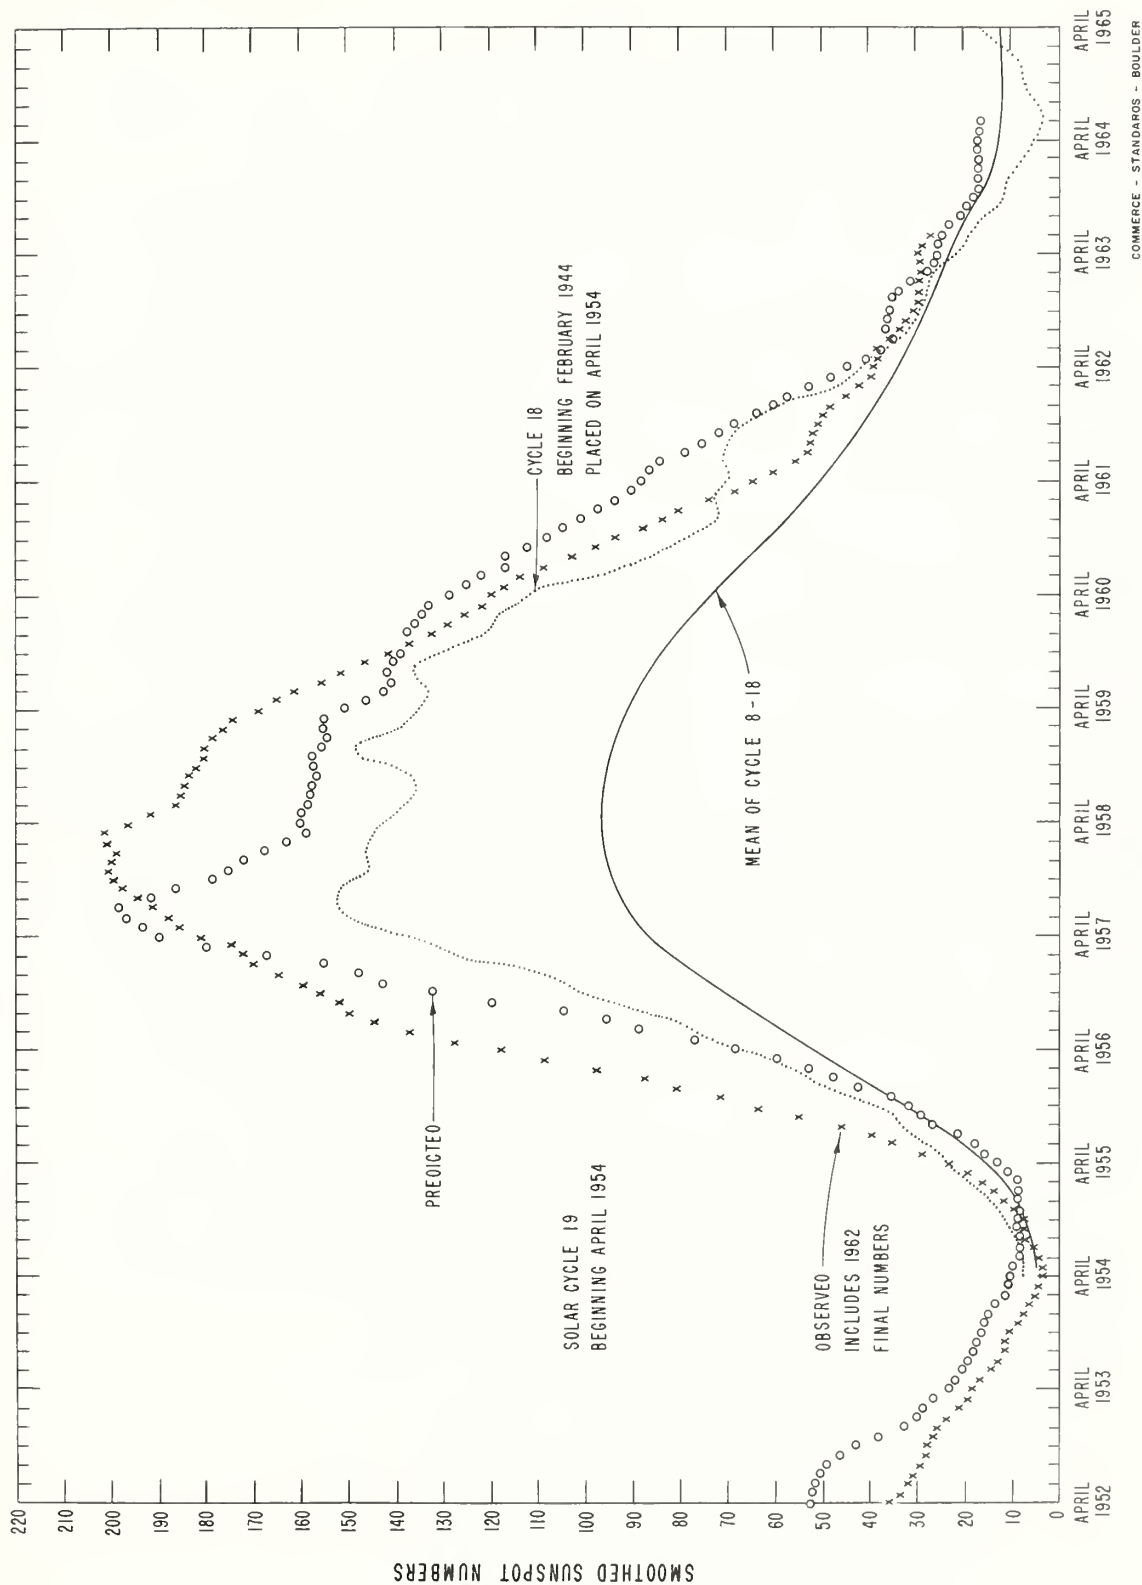 SMOOTHED SUNSPOT NUMBERS
220
210
200
190
180
170
160
150
140
130
120
110
100
90
80
70
60
50
40
30
20
10
0
PREDICTED
SOLAR CYCLE 19
BEGINNING APRIL 1954
OBSERVED
INCLUDES 1962
FINAL NUMBERS
CYCLE 18
BEGINNING FEBRUARY 1944
PLACED ON APRIL 1954
MEAN OF CYCLE 8-18
APRIL
1952
APRIL
1953
APRIL
1954
APRIL
1955
APRIL
1956
APRIL
1957
APRIL
1958
APRIL
1959
APRIL
1960
APRIL
1961
APRIL
1962
APRIL
1963
APRIL
1964
APRIL
1965
COMMERCE - STANDARDS - BOULDER